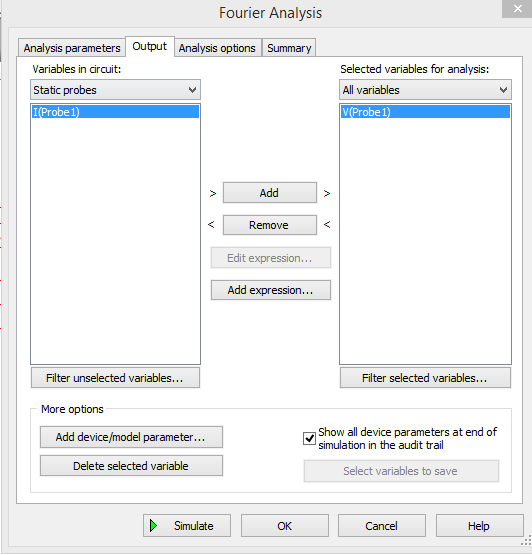 Fourier Analysis
Analysis parameters Output Analysis options Summary
Variables in circuit:
Static probes
I(Probe1)
Selected variables for analysis:
All variables
V(Probe1)
> Add >
< Remove <
Edit expression...
Add expression...
Filter unselected variables...
Filter selected variables...
More options
Add device/model parameter...
Delete selected variable
Show all device parameters at end of
simulation in the audit trail
Select variables to save
Simulate OK Cancel Help